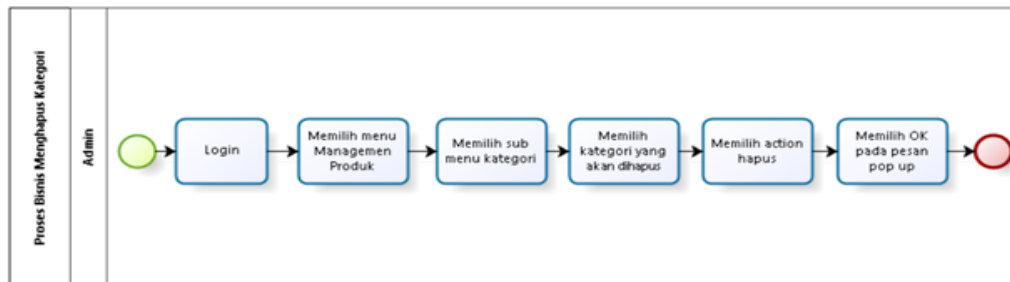 Proses Bisnis Menghapus Kategori
Admin
Login
Memilih menu
Managemen
Produk
Memilih sub
menu kategori
Memilih
kategori yang
akan dihapus
Memilih action
hapus
Memilih OK
pada pesan
pop up